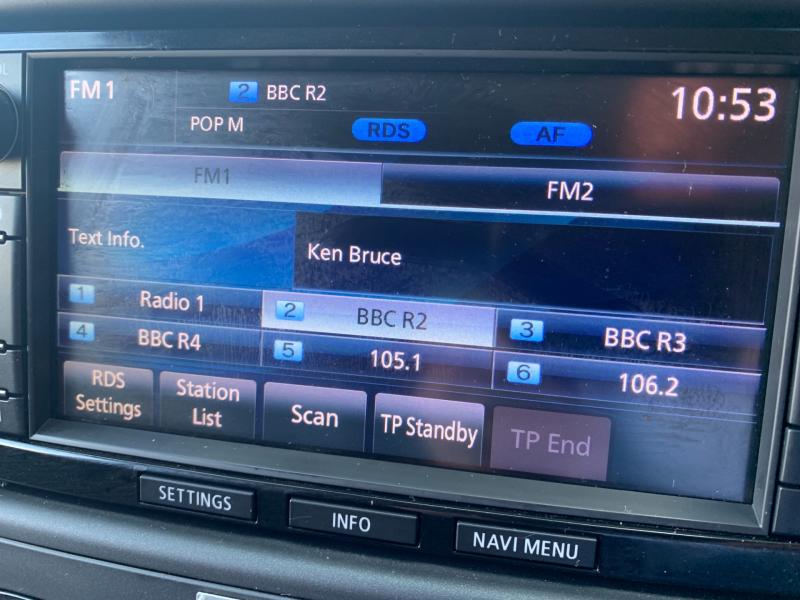 FM1
2 BBC R2
10:53
POP M
RDS
AF
FM1
FM2
Text Info.
Ken Bruce
1 Radio 1
2 BBC R2
3 BBC R3
4 BBC R4
5 105.1
6 106.2
RDS
Settings
Station
List
Scan
TP Standby
TP End
SETTINGS
INFO
NAVI MENU